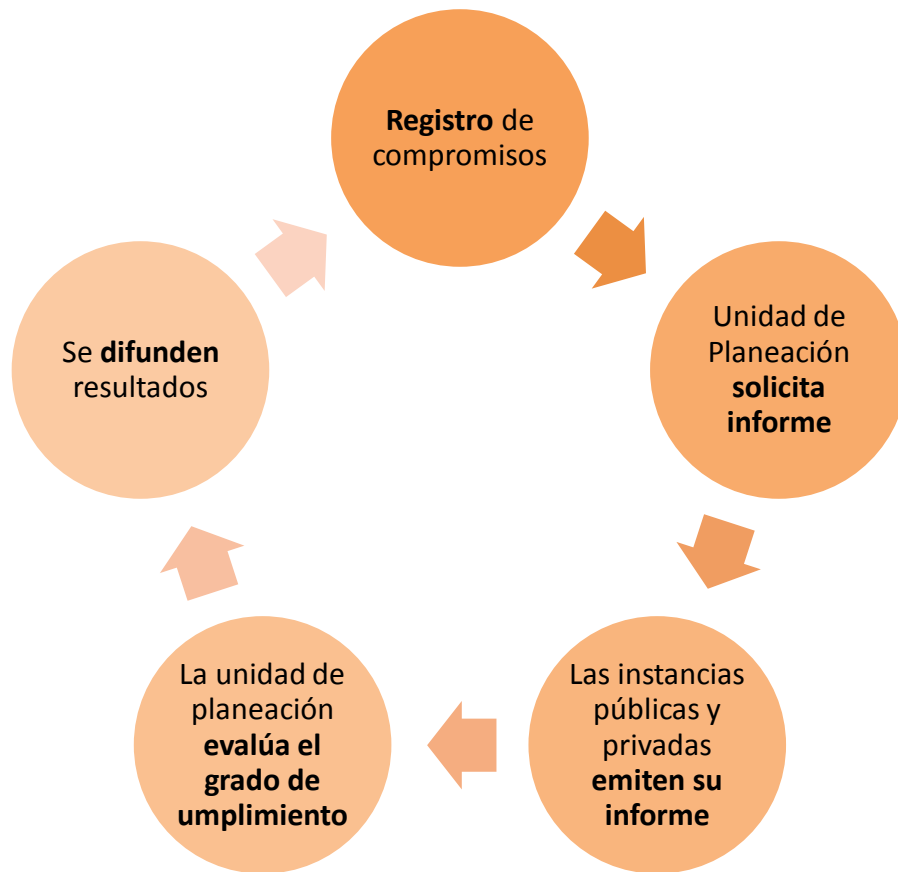 Registro de
compromisos
Unidad de
Planeación
solicita
informe
Las instancias
públicas y
privadas
emiten su
informe
La unidad de
planeación
evalúa el
grado de
umplimiento
Se difunden
resultados